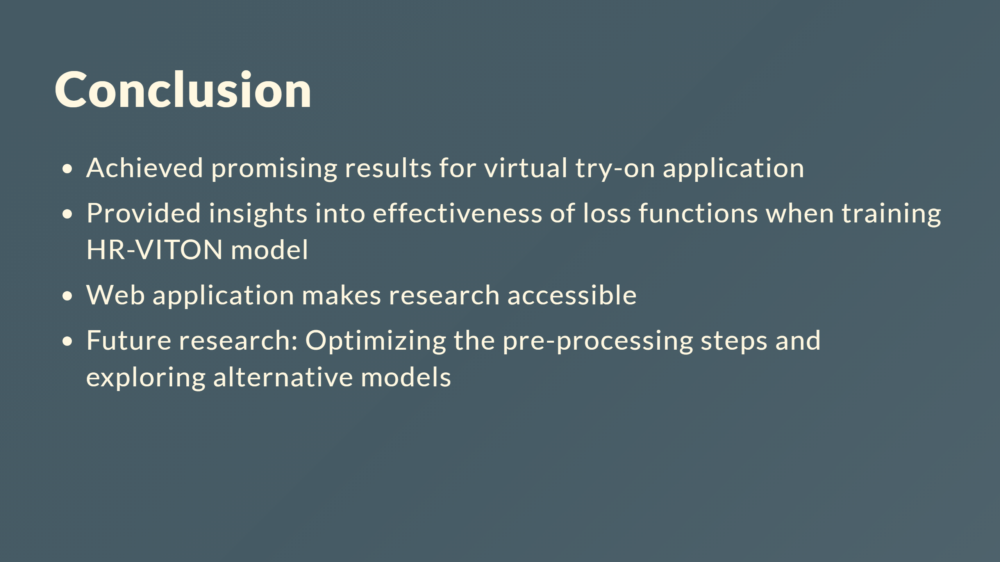 Conclusion
• Achieved promising results for virtual try-on application
• Provided insights into effectiveness of loss functions when training
HR-VITON model
• Web application makes research accessible
• Future research: Optimizing the pre-processing steps and
exploring alternative models